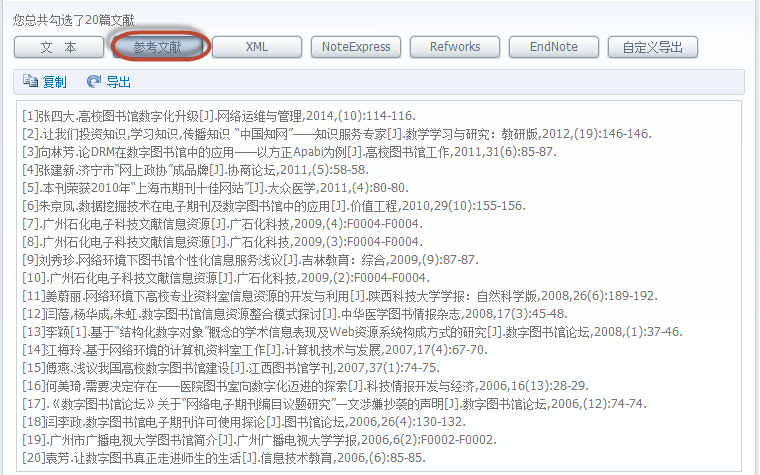 您总共勾选了20篇文献
文 本 参考文献 XML NoteExpress Refworks EndNote 自定义导出
复制 导出
[1]张四大.高校图书馆数字化升级[J].网络运维与管理,2014,(10):114-116.
[2].让我们投资知识,学习知识,传播知识 “中国知网”——知识服务专家[J].数学学习与研究：教研版,2012,(19):146-146.
[3]向林芳.论DRM在数字图书馆中的应用——以方正Apabi为例[J].高校图书馆工作,2011,31(6):85-87.
[4]张建新.济宁市“网上政协”成品牌[J].协商论坛,2011,(5):58-58.
[5].本刊荣获2010年“上海市期刊十佳网站”[J].大众医学,2011,(4):80-80.
[6]朱京凤.数据挖掘技术在电子期刊及数字图书馆中的应用[J].价值工程,2010,29(10):155-156.
[7].广州石化电子科技文献信息资源[J].广石化科技,2009,(4):F0004-F0004.
[8].广州石化电子科技文献信息资源[J].广石化科技,2009,(3):F0004-F0004.
[9]刘秀珍.网络环境下图书馆个性化信息服务浅议[J].吉林教育：综合,2009,(9):87-87.
[10].广州石化电子科技文献信息资源[J].广石化科技,2009,(2):F0004-F0004.
[11]姜蔚丽.网络环境下高校专业资料室信息资源的开发与利用[J].陕西科技大学学报：自然科学版,2008,26(6):189-192.
[12]闫蓓,杨华成,朱虹.数字图书馆信息资源整合模式探讨[J].中华医学图书情报杂志,2008,17(3):45-48.
[13]李颖[1].基于“结构化数字对象”概念的学术信息表现及Web资源系统构成方式的研究[J].数字图书馆论坛,2008,(1):37-46.
[14]江梅玲.基于网络环境的计算机资料室工作[J].计算机技术与发展,2007,17(4):67-70.
[15]傅燕.浅议我国高校数字图书馆建设[J].江西图书馆学刊,2007,37(1):74-75.
[16]何美琦.需要决定存在——医院图书室向数字化迈进的探索[J].科技情报开发与经济,2006,16(13):28-29.
[17].《数字图书馆论坛》关于“网络电子期刊编目议题研究”一文涉嫌抄袭的声明[J].数字图书馆论坛,2006,(12):74-74.
[18]闫李政.数字图书馆电子期刊许可使用探论[J].图书馆论坛,2006,26(4):130-132.
[19].广州市广播电视大学图书馆简介[J].广州广播电视大学学报,2006,6(2):F0002-F0002.
[20]袁芳.让数字图书真正走进师生的生活[J].信息技术教育,2006,(6):85-85.